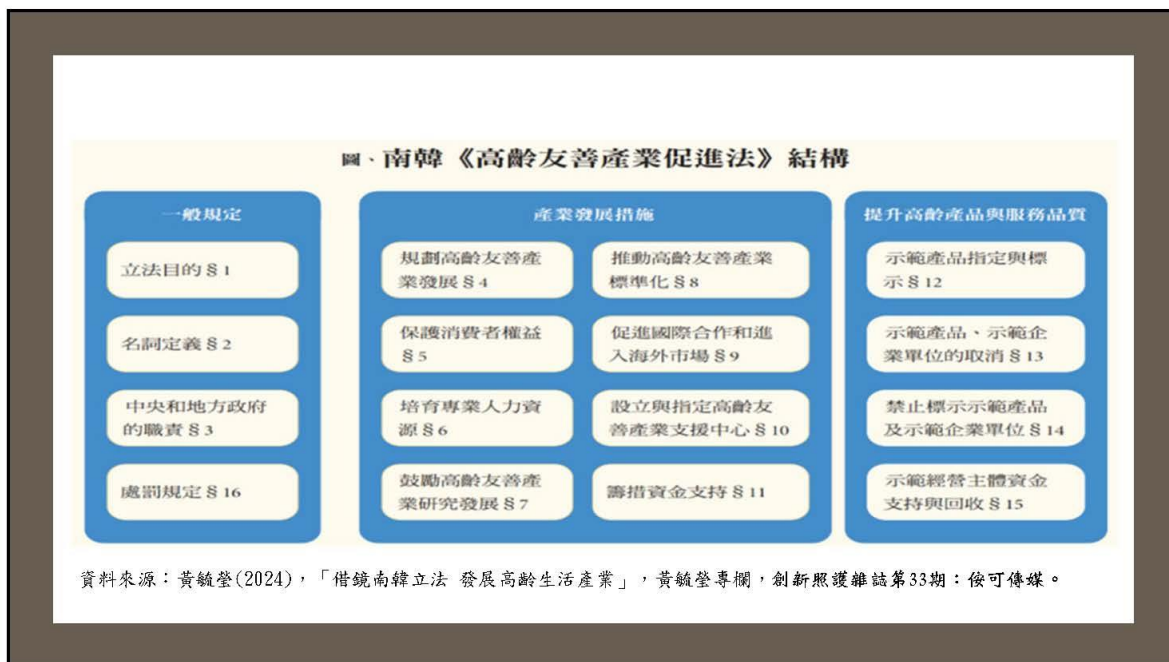 圖、南韓《高齡友善產業促進法》結構
一般規定
立法目的§1
名詞定義§2
中央和地方政府
的職責§3
處罰規定§16
產業發展措施
規劃高齡友善產
業發展§4
推動高齡友善產業
標準化§8
保護消費者權益
§5
促進國際合作和進
入海外市場§9
培育專業人力資
源§6
設立與指定高齡友
善產業支援中心§10
鼓勵高齡友善產
業研究發展§7
籌措資金支持§11
提升高齡產品與服務品質
示範產品指定與標
示§12
示範產品、示範企
業單位的取消§13
禁止標示示範產品
及示範企業單位§14
示範經營主體資金
支持與回收§15
資料來源：黃毓瑩(2024)，「借鏡南韓立法 發展高齡生活產業」，黃毓瑩專欄，創新照護雜誌第33期：侒可傳媒。